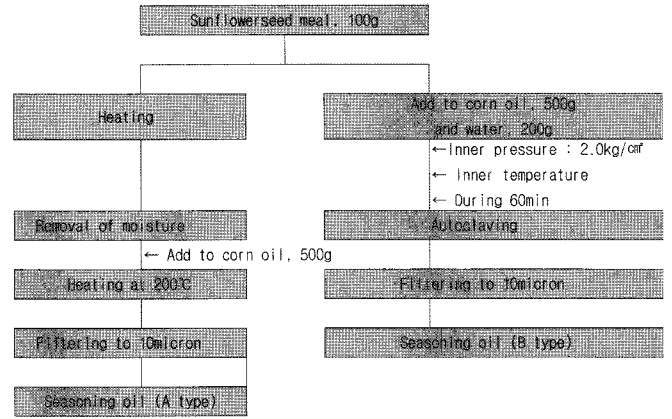 Sunflowerseed meal, 100g
Heating
Removal of moisture
← Add to corn oil, 500g
Heating at 200℃
Filtering to 10micron
Seasoning oil (A type)
Add to corn oil, 500g
and water, 200g
←Inner pressure : 2.0kg/㎠
← Inner temperature
← During 60min
Autoclaving
Filtering to 10micron
Seasoning oil (B type)